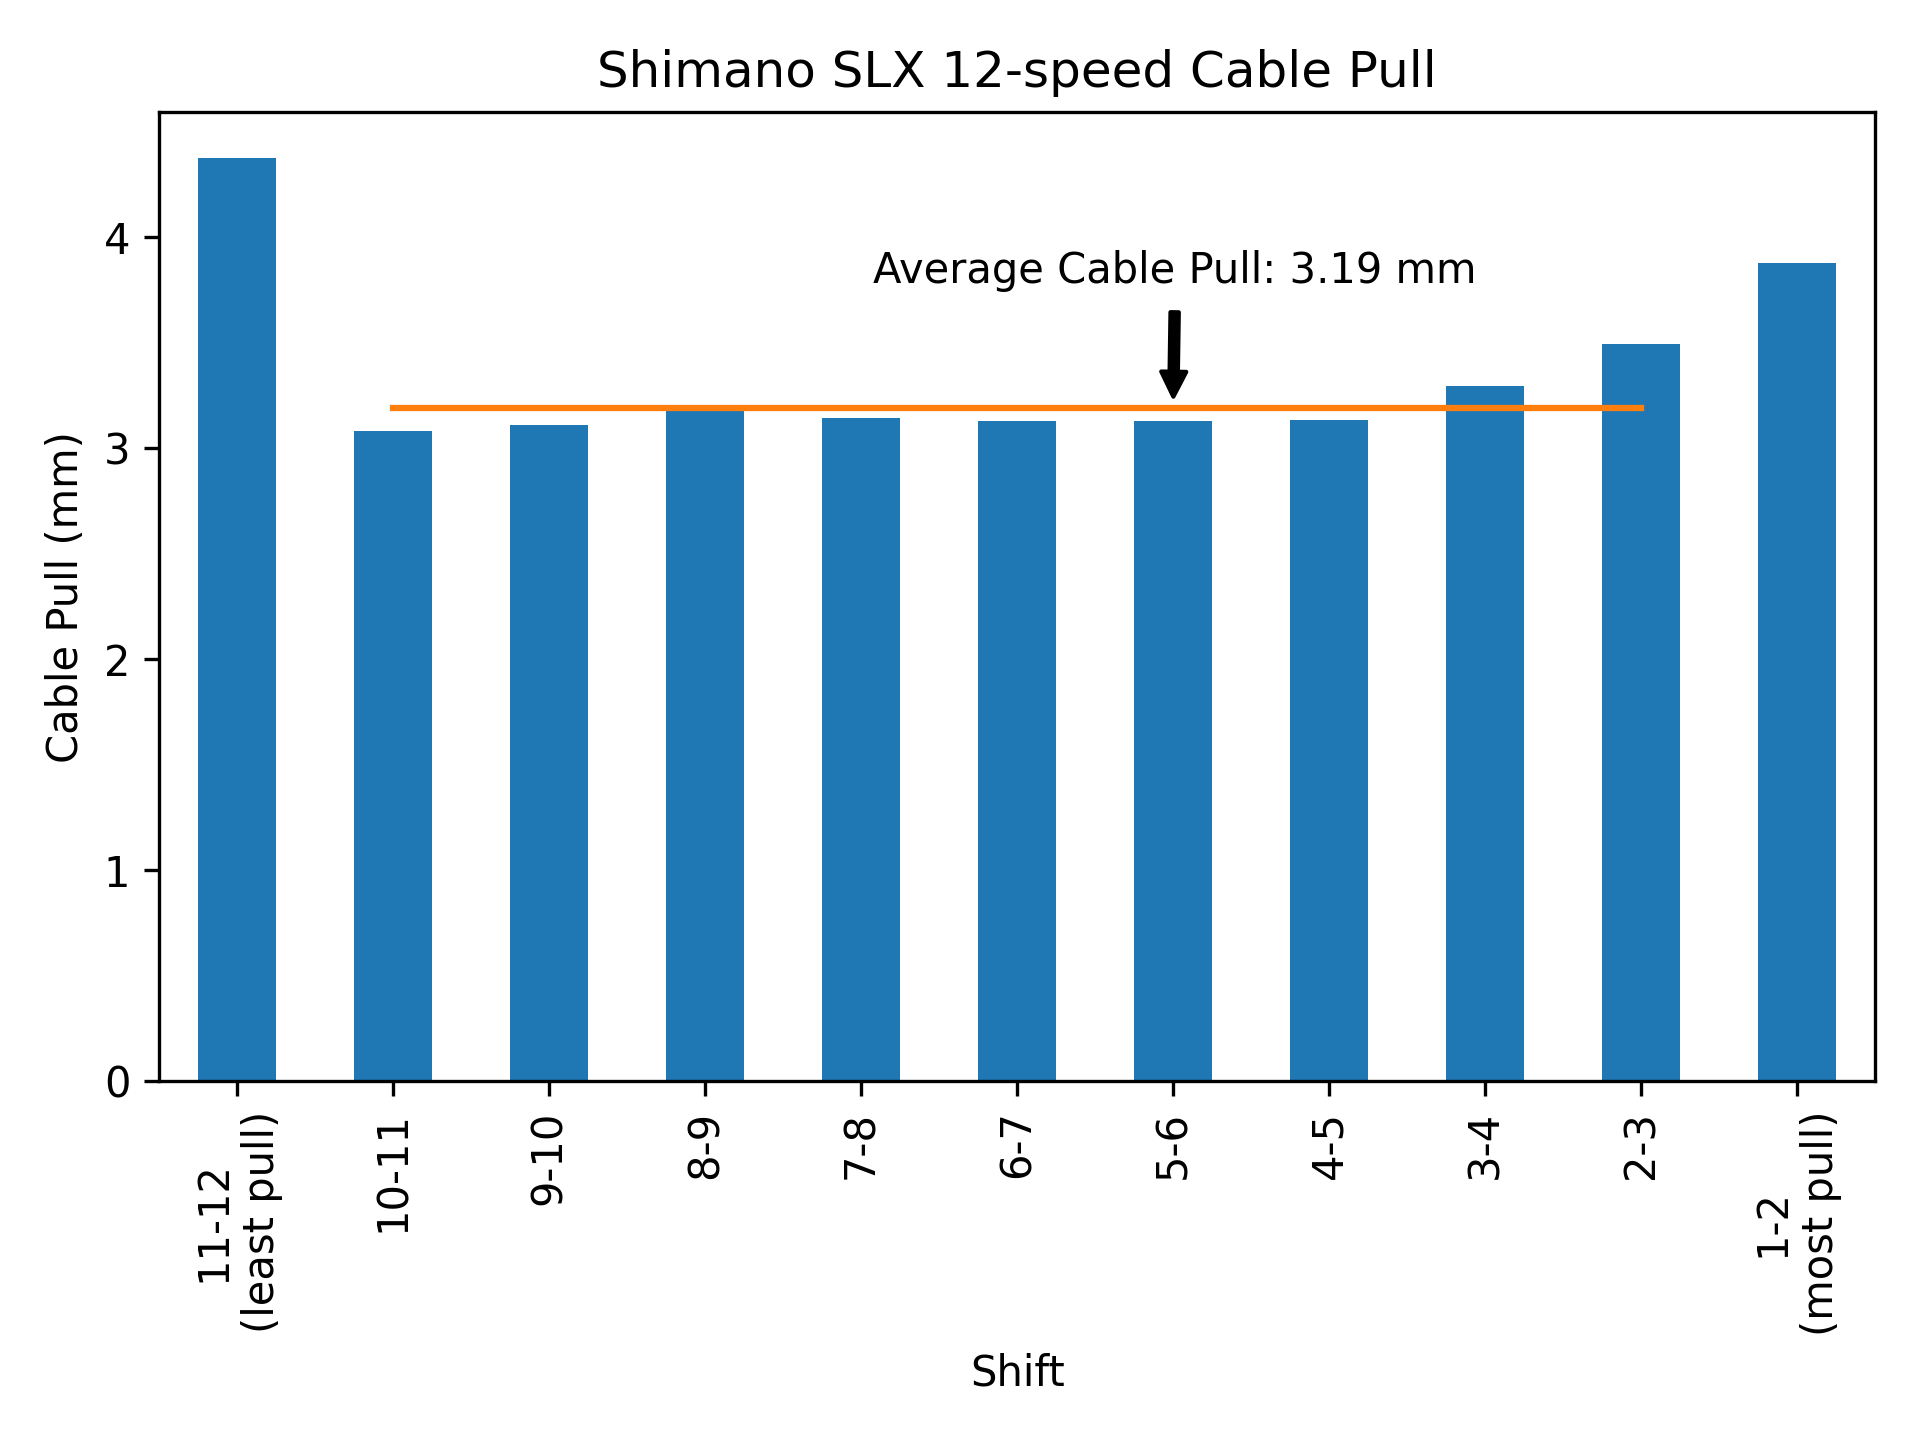 Shimano SLX 12-speed Cable Pull
Cable Pull (mm)
4
3
2
1
0
Average Cable Pull: 3.19 mm
11-12
(least pull)
10-11
9-10
8-9
7-8
6-7
5-6
4-5
3-4
2-3
1-2
(most pull)
Shift